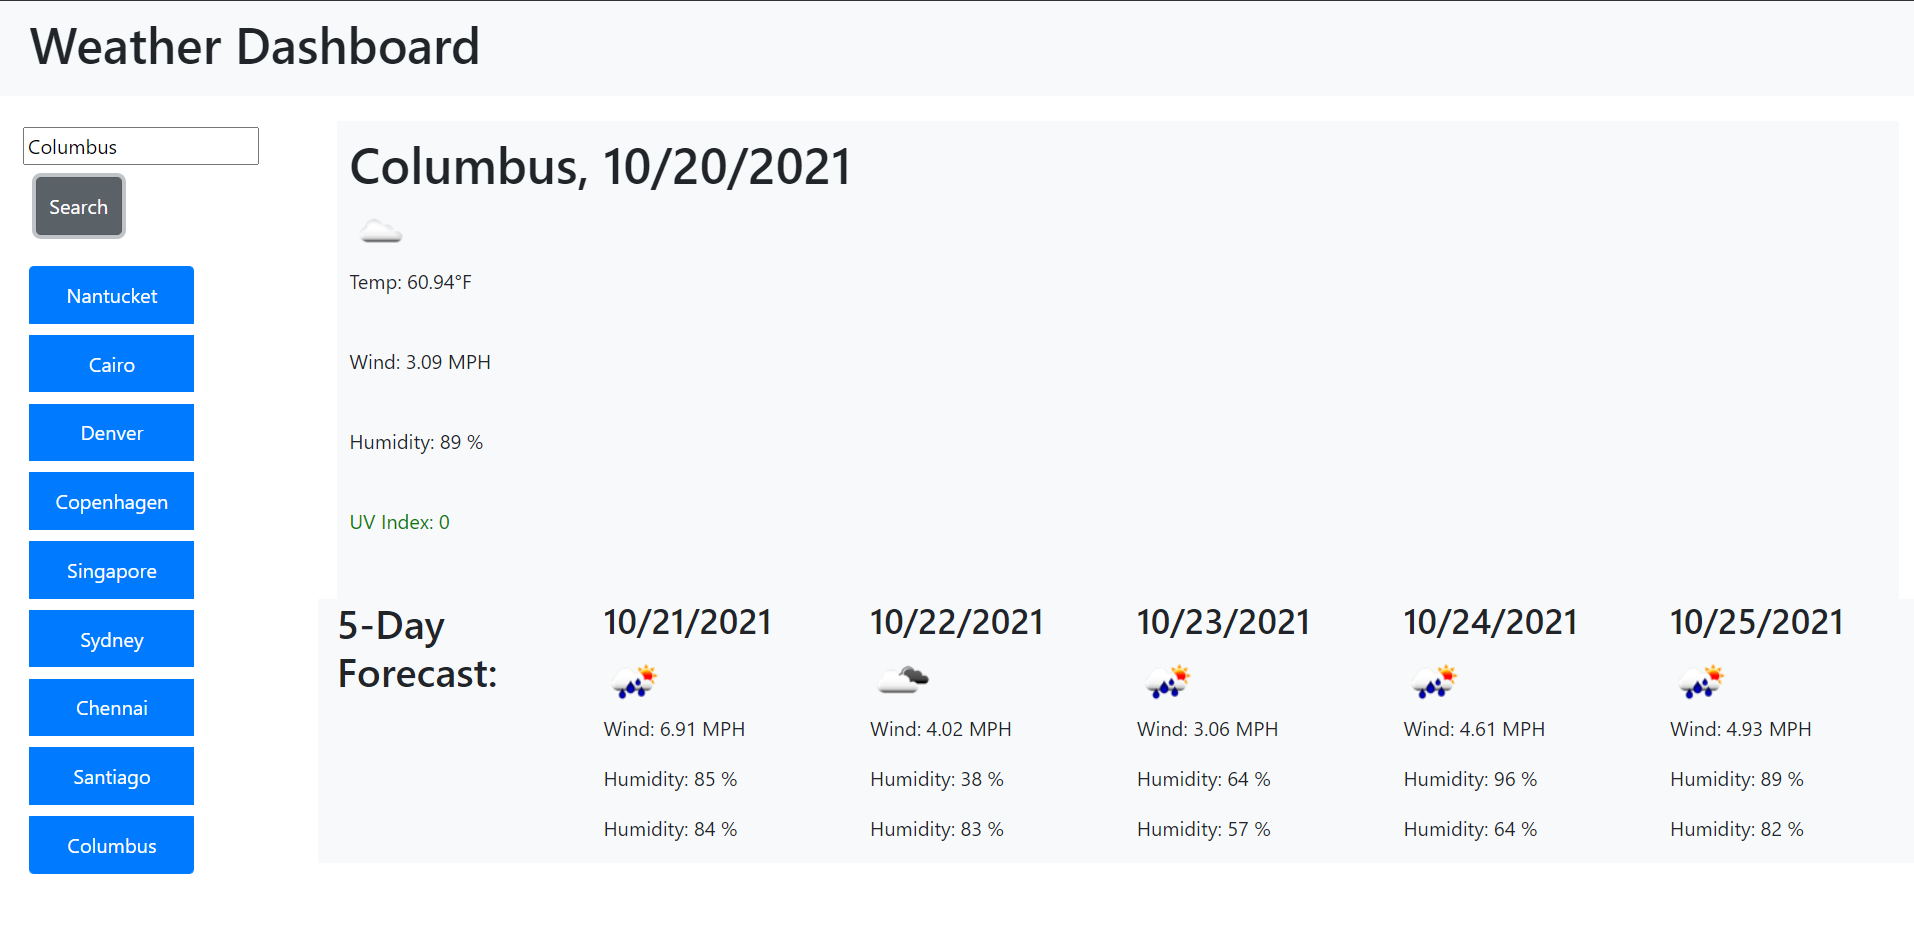 Weather Dashboard
Columbus
Search
Nantucket
Cairo
Denver
Copenhagen
Singapore
Sydney
Chennai
Santiago
Columbus
Columbus, 10/20/2021
Temp: 60.94°F
Wind: 3.09 MPH
Humidity: 89 %
UV Index: 0
5-Day
Forecast:
10/21/2021
Wind: 6.91 MPH
Humidity: 85 %
Humidity: 84 %
10/22/2021
Wind: 4.02 MPH
Humidity: 38 %
Humidity: 83 %
10/23/2021
Wind: 3.06 MPH
Humidity: 64 %
Humidity: 57 %
10/24/2021
Wind: 4.61 MPH
Humidity: 96 %
Humidity: 64 %
10/25/2021
Wind: 4.93 MPH
Humidity: 89 %
Humidity: 82 %